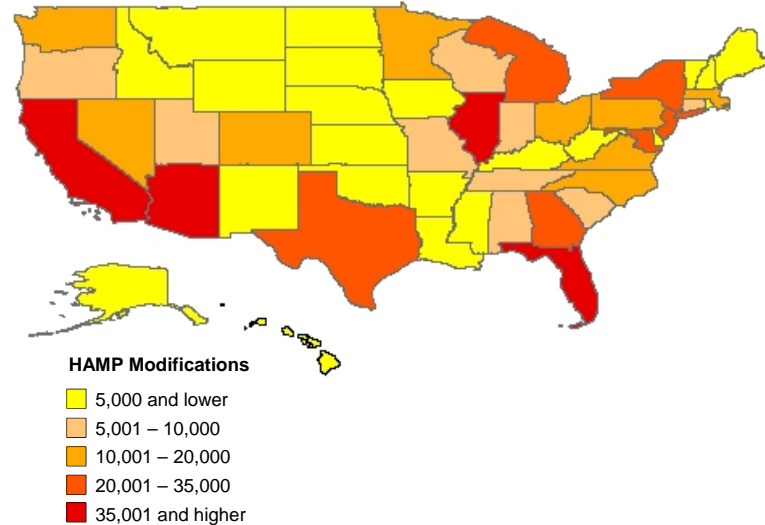 HAMP Modifications
5,000 and lower
5,001 – 10,000
10,001 – 20,000
20,001 – 35,000
35,001 and higher